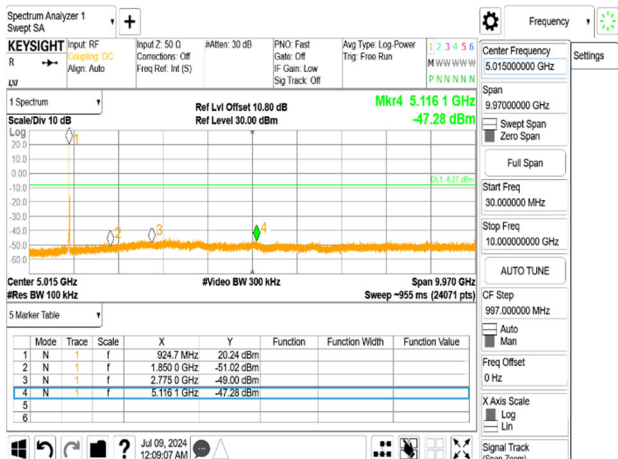 Spectrum Analyzer 1
Swept SA
Frequency
KEYSIGHT
R
Input: RF
Coupling: DC
Align: Auto
Input Z: 50 Ω
Corrections: Off
Freq Ref: Int (S)
#Atten: 30 dB
PNO: Fast
Gate: Off
IF Gain: Low
Sig Track: Off
Avg Type: Log-Power
Trig: Free Run
1 2 3 4 5 6
M W W W W W
P N N N N N
1 Spectrum
Scale/Div 10 dB
Ref Lvl Offset 10.80 dB
Ref Level 30.00 dBm
Mkr4 5.116 1 GHz
-47.28 dBm
Log
20.0
10.0
0.00
-10.0
-20.0
-30.0
-40.0
-50.0
-60.0
1
2
3
4
DL1 -8.27 dBm
Center 5.015 GHz
#Res BW 100 kHz
#Video BW 300 kHz
Span 9.970 GHz
Sweep ~955 ms (24071 pts)
5 Marker Table
Mode Trace Scale X Y Function Function Width Function Value
1 N 1 f 924.7 MHz 20.24 dBm
2 N 1 f 1.850 0 GHz -51.02 dBm
3 N 1 f 2.775 0 GHz -49.00 dBm
4 N 1 f 5.116 1 GHz -47.28 dBm
5
6
Jul 09, 2024
12:09:07 AM
Center Frequency
5.015000000 GHz
Settings
Span
9.97000000 GHz
Swept Span
Zero Span
Full Span
Start Freq
30.000000 MHz
Stop Freq
10.000000000 GHz
AUTO TUNE
CF Step
997.000000 MHz
Auto
Man
Freq Offset
0 Hz
X Axis Scale
Log
Lin
Signal Track
(Span Zoom)